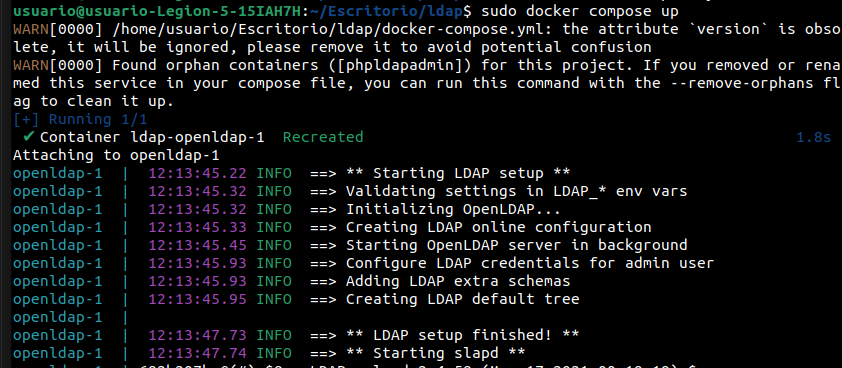 usuario@usuario-Legion-5-15IAH7H:~/Escritorio/ldap$ sudo docker compose up
WARN[0000] /home/usuario/Escritorio/ldap/docker-compose.yml: the attribute `version` is obso
lete, it will be ignored, please remove it to avoid potential confusion
WARN[0000] Found orphan containers ([phpldapadmin]) for this project. If you removed or rena
med this service in your compose file, you can run this command with the --remove-orphans fl
ag to clean it up.
[+] Running 1/1
✔ Container ldap-openldap-1  Recreated 1.8s
Attaching to openldap-1
openldap-1  |  12:13:45.22 INFO  ==> ** Starting LDAP setup **
openldap-1  |  12:13:45.32 INFO  ==> Validating settings in LDAP_* env vars
openldap-1  |  12:13:45.32 INFO  ==> Initializing OpenLDAP...
openldap-1  |  12:13:45.33 INFO  ==> Creating LDAP online configuration
openldap-1  |  12:13:45.45 INFO  ==> Starting OpenLDAP server in background
openldap-1  |  12:13:45.93 INFO  ==> Configure LDAP credentials for admin user
openldap-1  |  12:13:45.93 INFO  ==> Adding LDAP extra schemas
openldap-1  |  12:13:45.95 INFO  ==> Creating LDAP default tree
openldap-1  |
openldap-1  |  12:13:47.73 INFO  ==> ** LDAP setup finished! **
openldap-1  |  12:13:47.74 INFO  ==> ** Starting slapd **